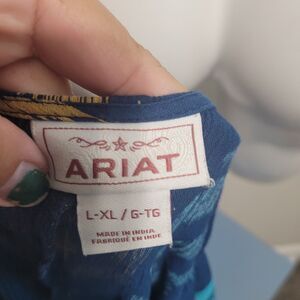 ARIAT
L-XL / G-TG
MADE IN INDIA
FABRIQUÉ EN INDE